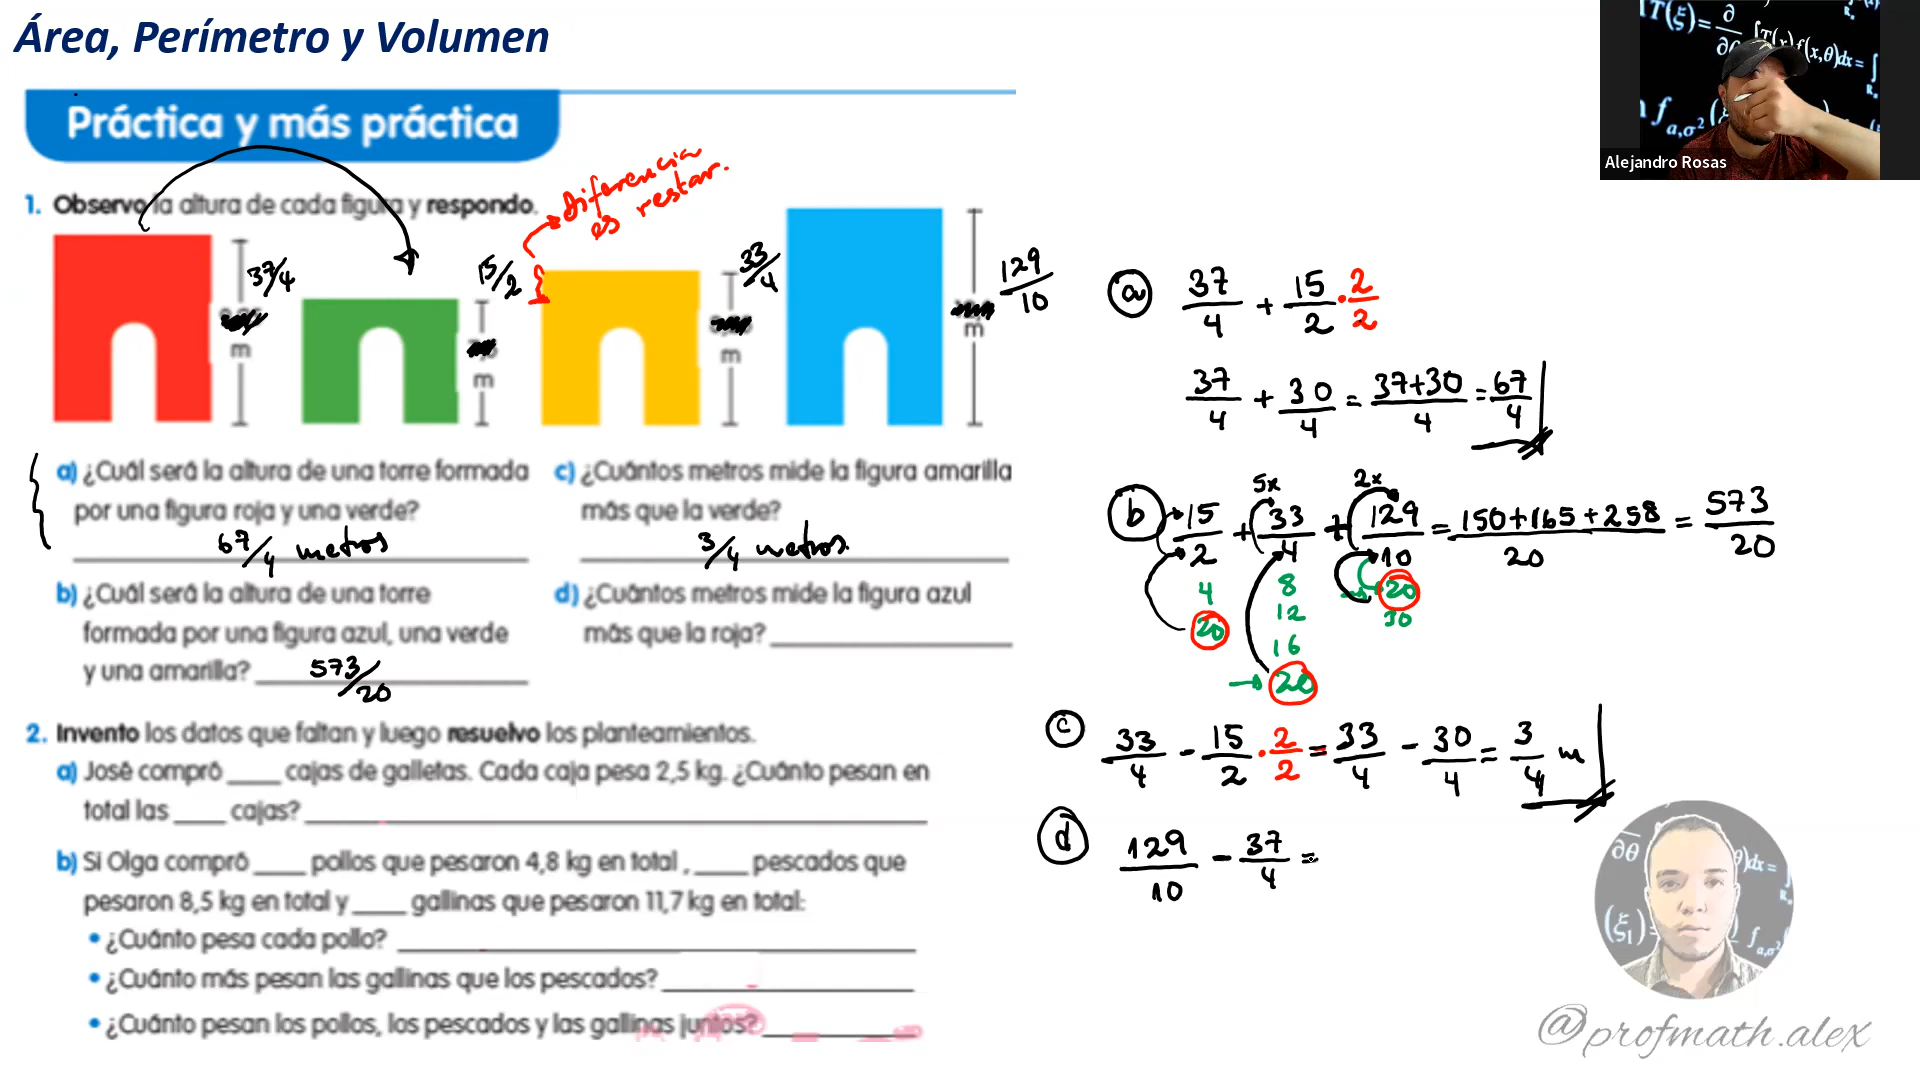 Área, Perímetro y Volumen
Práctica y más práctica
1. Observo la altura de cada figura y respondo.
Diferencia
es restar.
37/4
m
15/2
m
33/4
m
129/10
m
a) ¿Cuál será la altura de una torre formada
por una figura roja y una verde?
67/4 metros
b) ¿Cuál será la altura de una torre
formada por una figura azul, una verde
y una amarilla? 573/20
c) ¿Cuántos metros mide la figura amarilla
más que la verde?
3/4 metros.
d) ¿Cuántos metros mide la figura azul
más que la roja?
2. Invento los datos que faltan y luego resuelvo los planteamientos.
a) José compró ____ cajas de galletas. Cada caja pesa 2,5 kg. ¿Cuánto pesan en
total las ____ cajas?
b) Si Olga compró ____ pollos que pesaron 4,8 kg en total , ____ pescados que
pesaron 8,5 kg en total y ____ gallinas que pesaron 11,7 kg en total:
• ¿Cuánto pesa cada pollo?
• ¿Cuánto más pesan las gallinas que los pescados?
• ¿Cuánto pesan los pollos, los pescados y las gallinas juntos?
a 37/4 + 15/2 · 2/2
37/4 + 30/4 = 37+30/4 = 67/4
5x 2x
b 15/2 + 33/4 + 129/10 = 150+165+258/20 = 573/20
4 8 20
20 12 30
16
20
c 33/4 - 15/2 · 2/2 = 33/4 - 30/4 = 3/4 m
d 129/10 - 37/4 =
Alejandro Rosas
@profmath.alex